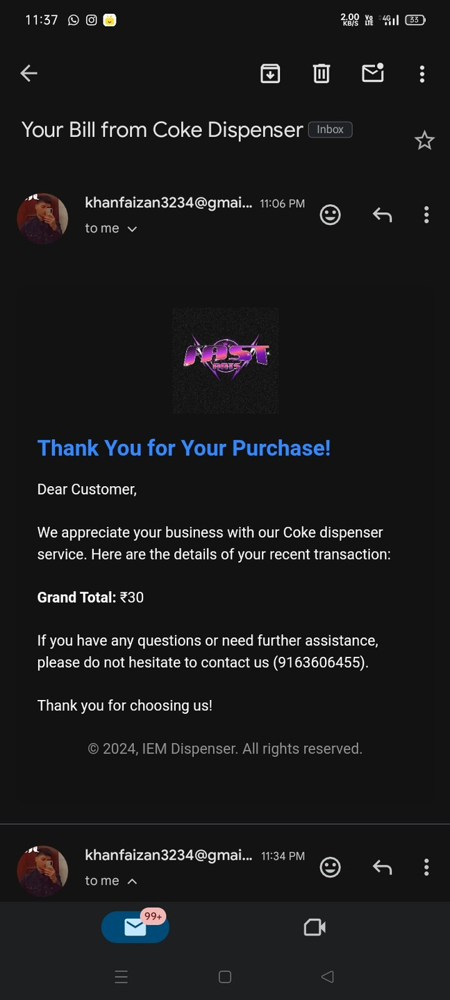 11:37
2.00 KB/S Vo LTE 4G 33
Your Bill from Coke Dispenser Inbox
khanfaizan3234@gmai... 11:06 PM
to me
FAST
BOTS
Thank You for Your Purchase!
Dear Customer,
We appreciate your business with our Coke dispenser
service. Here are the details of your recent transaction:
Grand Total: ₹30
If you have any questions or need further assistance,
please do not hesitate to contact us (9163606455).
Thank you for choosing us!
© 2024, IEM Dispenser. All rights reserved.
khanfaizan3234@gmai... 11:34 PM
to me
99+